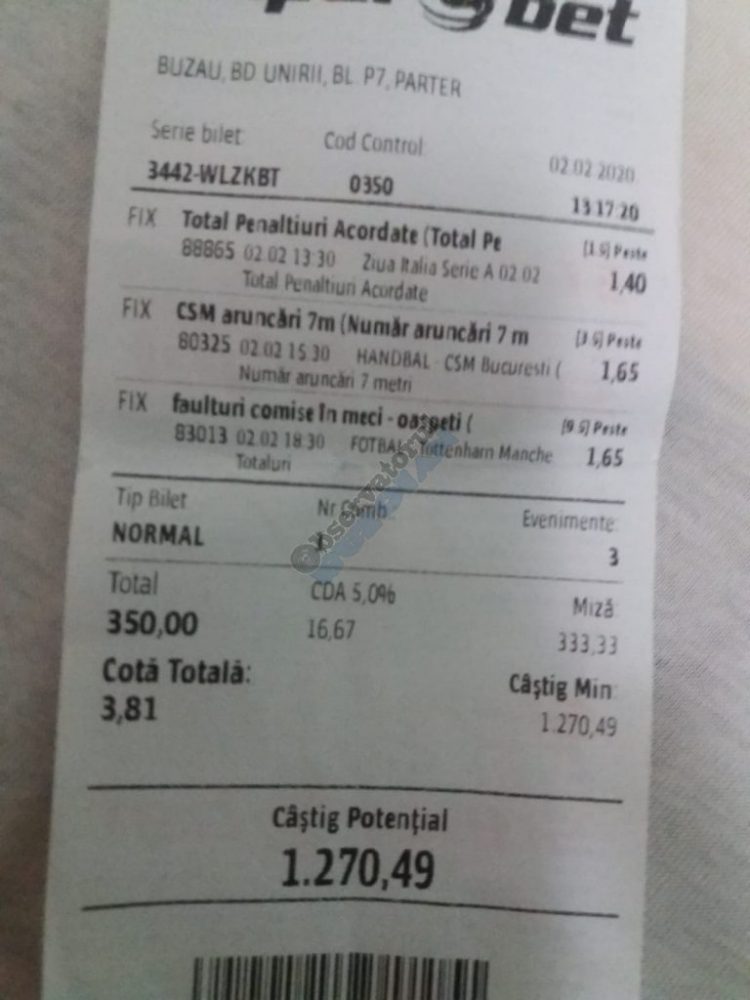 bet
BUZAU, BD. UNIRII, BL. P7, PARTER
Serie bilet: Cod Control: 02.02.2020
3442-WLZKBT 0350 13:17:20
FIX Total Penaltiuri Acordate (Total Pe (1.5) Peste
88865 02.02 13:30 Ziua Italia Serie A 02.02 1,40
Total Penaltiuri Acordate
FIX CSM aruncări 7m (Număr aruncări 7 m (3.5) Peste
80325 02.02 15:30 HANDBAL - CSM Bucuresti ( 1,65
Număr aruncări 7 metri
FIX faulturi comise în meci - oaspeti ( (9.5) Peste
83013 02.02 18:30 FOTBAL - Tottenham Manche 1,65
Totaluri
Tip Bilet Nr Comb. Evenimente:
NORMAL 1 3
Total CDA 5,0% Miză
350,00 16,67 333,33
Cotă Totală: Câştig Min:
3,81 1.270,49
Câştig Potenţial
1.270,49
©bservatorul